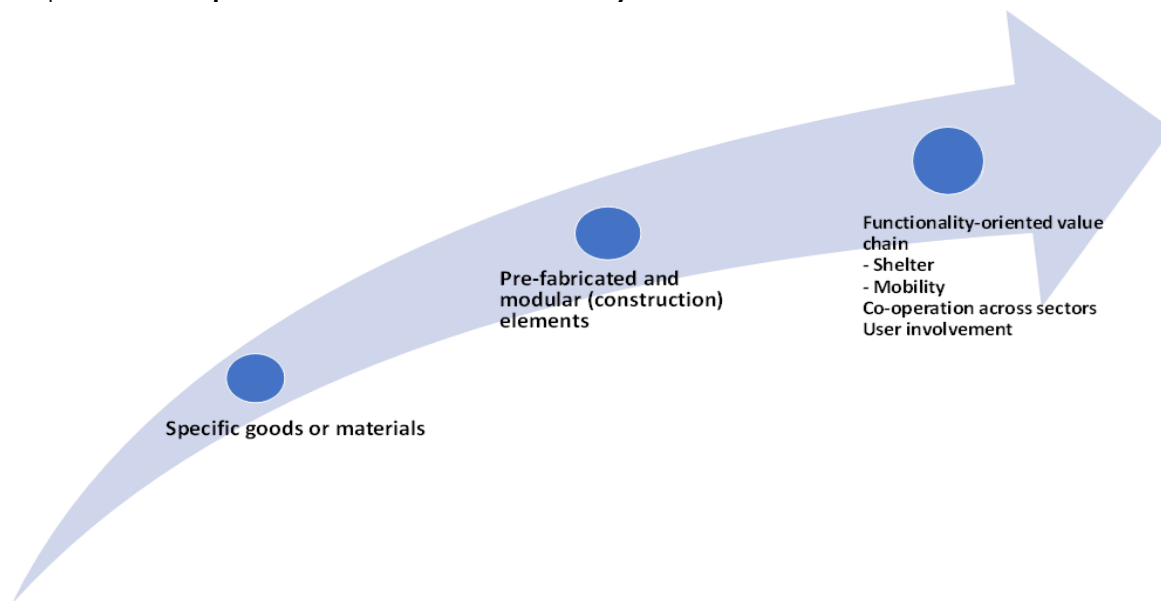 Functionality-oriented value
chain
- Shelter
- Mobility
Co-operation across sectors
User involvement
Pre-fabricated and
modular (construction)
elements
Specific goods or materials